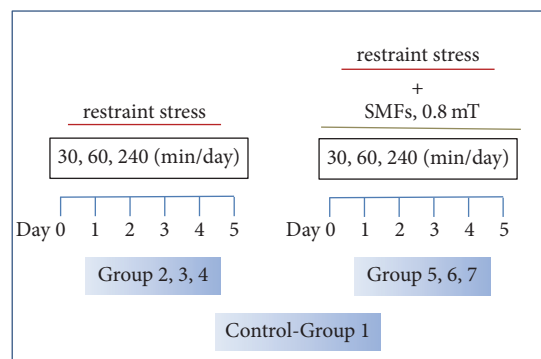 restraint stress
30, 60, 240 (min/day)
Day 0 1 2 3 4 5
Group 2, 3, 4
restraint stress
+
SMFs, 0.8 mT
30, 60, 240 (min/day)
Day 0 1 2 3 4 5
Group 5, 6, 7
Control-Group 1